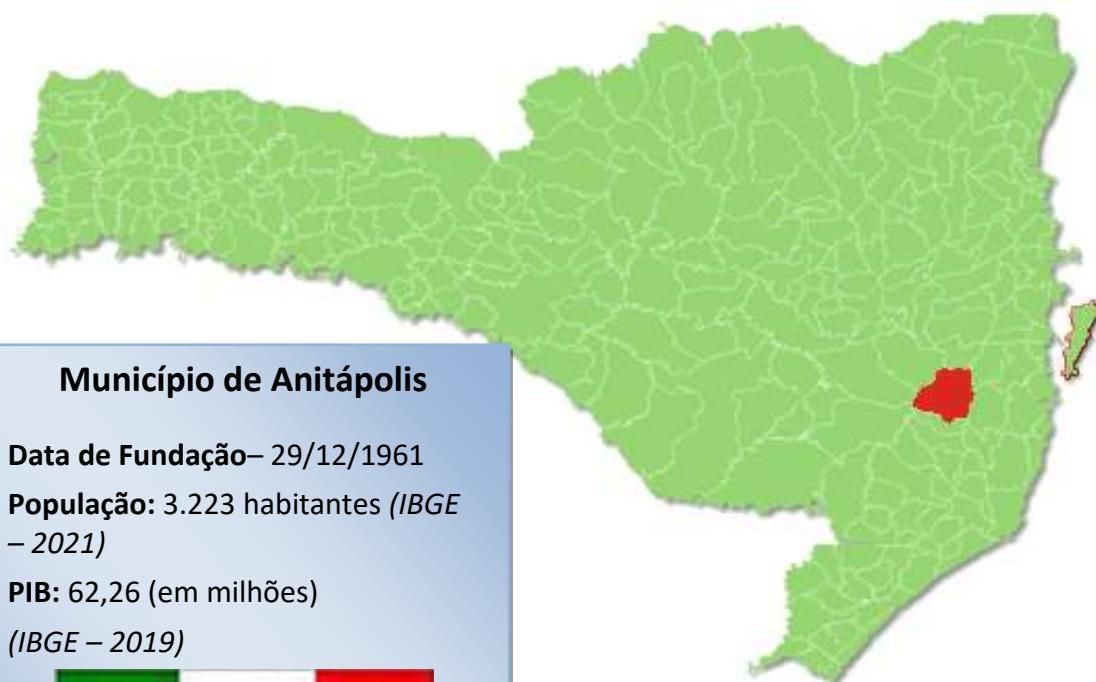 Município de Anitápolis
Data de Fundação– 29/12/1961
População: 3.223 habitantes (IBGE
– 2021)
PIB: 62,26 (em milhões)
(IBGE – 2019)